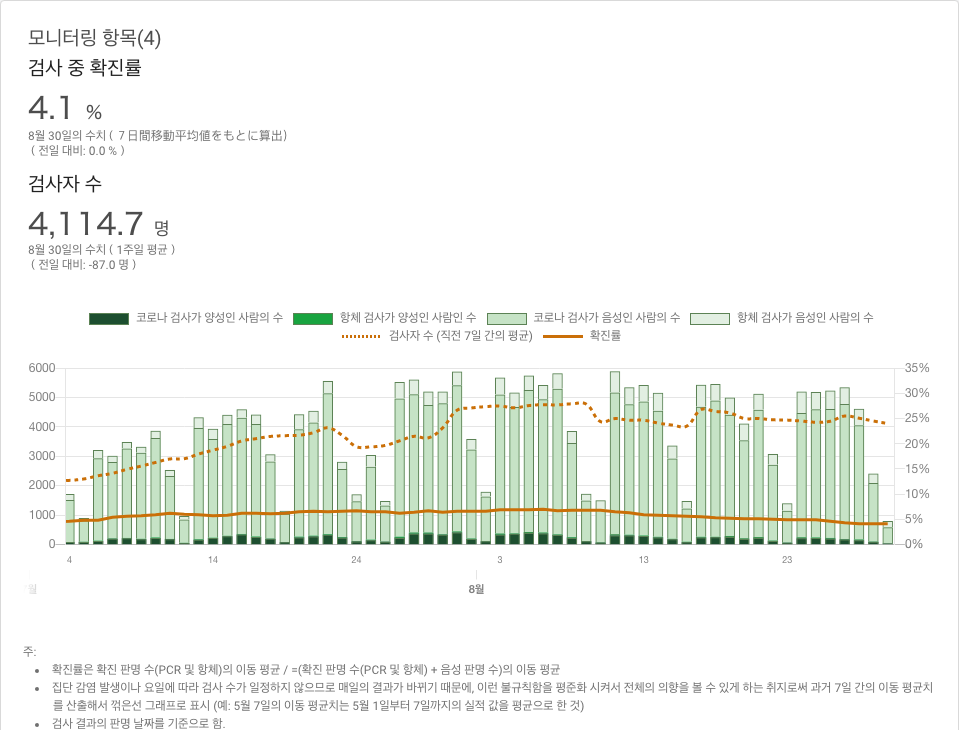 모니터링 항목(4)
검사 중 확진률
4.1 %
8월 30일의 수치 ( 7日間移動平均値をもとに算出)
( 전일 대비: 0.0 % )
검사자 수
4,114.7 명
8월 30일의 수치 ( 1주일 평균 )
( 전일 대비: -87.0 명 )
코로나 검사가 양성인 사람의 수 항체 검사가 양성인 사람인 수 코로나 검사가 음성인 사람의 수 항체 검사가 음성인 사람의 수
검사자 수 (직전 7일 간의 평균) 확진률
6000 35%
5000 30%
4000 25%
3000 20%
2000 15%
1000 10%
0 5%
0%
4 14 24 3 13 23
월 8월
주:
확진률은 확진 판명 수(PCR 및 항체)의 이동 평균 / =(확진 판명 수(PCR 및 항체) + 음성 판명 수)의 이동 평균
집단 감염 발생이나 요일에 따라 검사 수가 일정하지 않으므로 매일의 결과가 바뀌기 때문에, 이런 불규칙함을 평준화 시켜서 전체의 의향을 볼 수 있게 하는 취지로써 과거 7일 간의 이동 평균치
를 산출해서 꺾은선 그래프로 표시 (예: 5월 7일의 이동 평균치는 5월 1일부터 7일까지의 실적 값을 평균으로 한 것)
검사 결과의 판명 날짜를 기준으로 함.